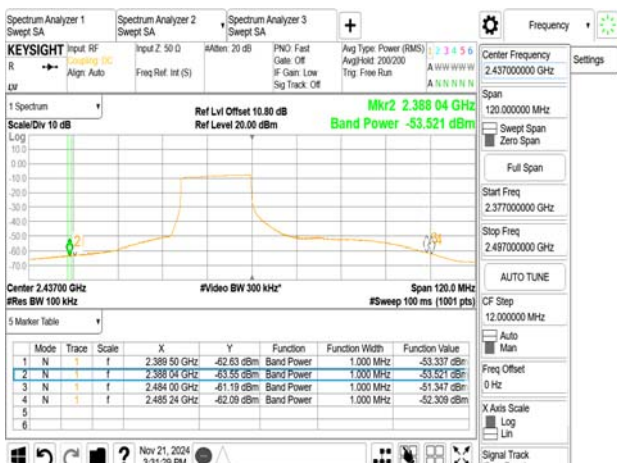 Spectrum Analyzer 1
Swept SA
Spectrum Analyzer 2
Swept SA
Spectrum Analyzer 3
Swept SA
+
Frequency
KEYSIGHT
R
Input: RF
Coupling: DC
Align: Auto
Input Z: 50 Ω
Freq Ref: Int (S)
#Atten: 20 dB
PNO: Fast
Gate: Off
IF Gain: Low
Sig Track: Off
Avg Type: Power (RMS)
Avg|Hold: 200/200
Trig: Free Run
1 2 3 4 5 6
A W W W W W
A N N N N N
Center Frequency
2.437000000 GHz
Settings
Span
120.000000 MHz
Swept Span
Zero Span
Full Span
Start Freq
2.377000000 GHz
Stop Freq
2.497000000 GHz
AUTO TUNE
CF Step
12.000000 MHz
Auto
Man
Freq Offset
0 Hz
X Axis Scale
Log
Lin
Signal Track
1 Spectrum
Scale/Div 10 dB
Log
Ref Lvl Offset 10.80 dB
Ref Level 20.00 dBm
Mkr2 2.388 04 GHz
Band Power -53.521 dBm
10.0
0.00
-10.0
-20.0
-30.0
-40.0
-50.0
-60.0
-70.0
2
Center 2.43700 GHz
#Res BW 100 kHz
#Video BW 300 kHz*
Span 120.0 MHz
#Sweep 100 ms (1001 pts)
5 Marker Table
Mode Trace Scale X Y Function Function Width Function Value
1 N 1 f 2.389 50 GHz -62.63 dBm Band Power 1.000 MHz -53.337 dBm
2 N 1 f 2.388 04 GHz -63.55 dBm Band Power 1.000 MHz -53.521 dBm
3 N 1 f 2.484 00 GHz -61.19 dBm Band Power 1.000 MHz -51.347 dBm
4 N 1 f 2.485 24 GHz -62.09 dBm Band Power 1.000 MHz -52.309 dBm
5
6
?
Nov 21, 2024